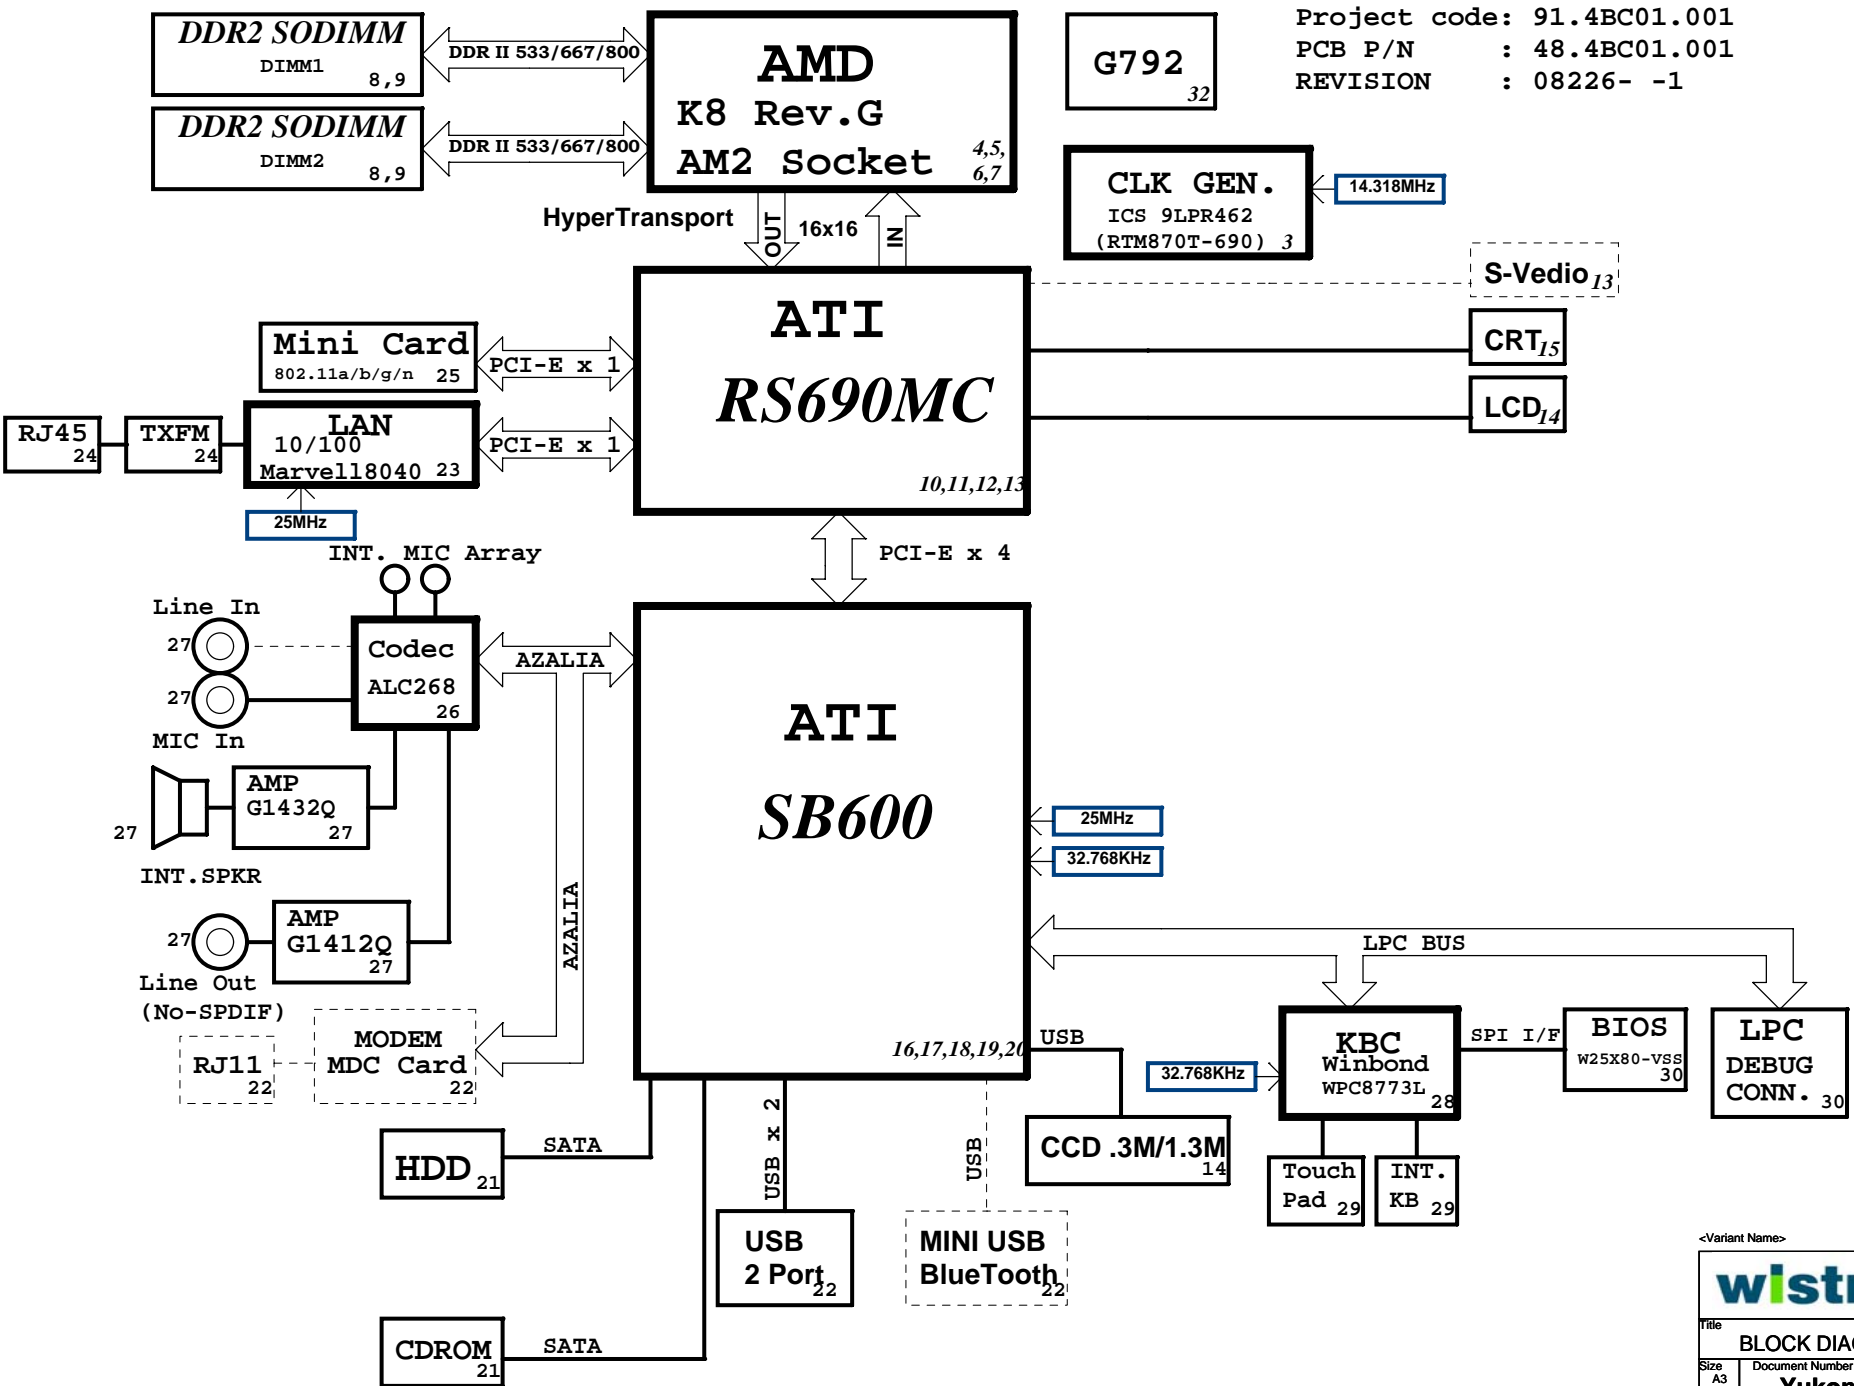 Project code: 91.4BC01.001
PCB P/N : 48.4BC01.001
REVISION : 08226- -1
DDR2 SODIMM
DIMM1
8,9
DDR II 533/667/800
DDR2 SODIMM
DIMM2
8,9
DDR II 533/667/800
AMD
K8 Rev.G
AM2 Socket
4,5,
6,7
G792
32
CLK GEN.
ICS 9LPR462
(RTM870T-690) 3
14.318MHz
HyperTransport
OUT
16x16
IN
S-Vedio 13
CRT 15
LCD 14
ATI
RS690MC
10,11,12,13
Mini Card
802.11a/b/g/n 25
PCI-E x 1
RJ45
24
TXFM
24
LAN
10/100
Marvell8040 23
PCI-E x 1
25MHz
PCI-E x 4
INT. MIC Array
Line In
27
27
MIC In
Codec
ALC268
26
AZALIA
AMP
G1432Q
27
27
INT.SPKR
AMP
G1412Q
27
27
Line Out
(No-SPDIF)
AZALIA
RJ11
22
MODEM
MDC Card
22
ATI
SB600
16,17,18,19,20
25MHz
32.768KHz
LPC BUS
USB
32.768KHz
KBC
Winbond
WPC8773L
28
SPI I/F
BIOS
W25X80-VSS
30
LPC
DEBUG
CONN. 30
Touch
Pad 29
INT.
KB 29
CCD .3M/1.3M
14
HDD 21
SATA
USB x 2
USB
USB
2 Port
22
MINI USB
BlueTooth
22
CDROM
21
SATA
<Variant Name>
Title
Size
A3
Document Number